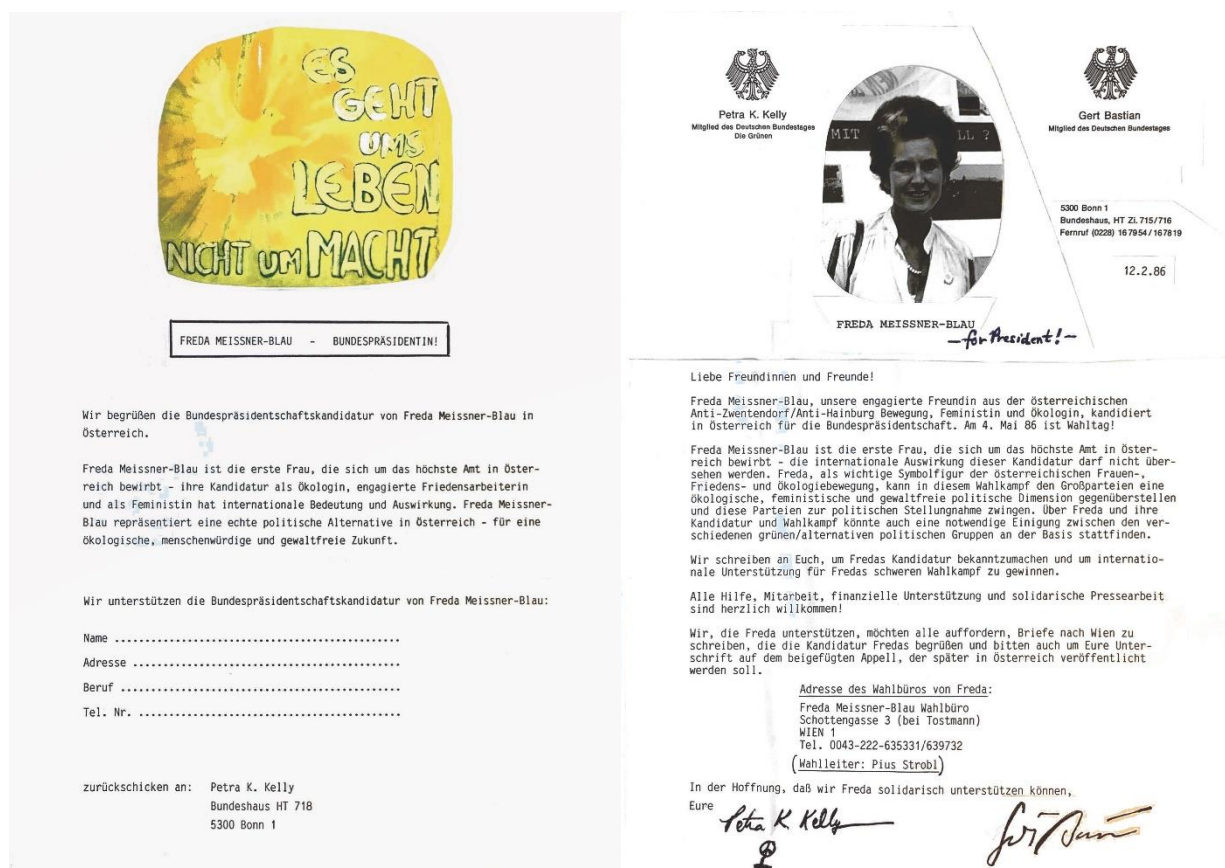 ES
GEHT
UMS
LEBEN
NICHT UM MACHT
FREDA MEISSNER-BLAU - BUNDESPRÄSIDENTIN!
Wir begrüßen die Bundespräsidentschaftskandidatur von Freda Meissner-Blau in
Österreich.
Freda Meissner-Blau ist die erste Frau, die sich um das höchste Amt in Öster-
reich bewirbt - ihre Kandidatur als Ökologin, engagierte Friedensarbeiterin
und als Feministin hat internationale Bedeutung und Auswirkung. Freda Meissner-
Blau repräsentiert eine echte politische Alternative in Österreich - für eine
ökologische, menschenwürdige und gewaltfreie Zukunft.
Wir unterstützen die Bundespräsidentschaftskandidatur von Freda Meissner-Blau:
Name ............................................
Adresse .........................................
Beruf ...........................................
Tel. Nr. ........................................
zurückschicken an: Petra K. Kelly
Bundeshaus HT 718
5300 Bonn 1
Petra K. Kelly
Mitglied des Deutschen Bundestages
Die Grünen
MIT LL ?
Gert Bastian
Mitglied des Deutschen Bundestages
5300 Bonn 1
Bundeshaus, HT Zi. 715/716
Fernruf (0228) 167954/167819
12.2.86
FREDA MEISSNER-BLAU
- for President! -
Liebe Freundinnen und Freunde!
Freda Meissner-Blau, unsere engagierte Freundin aus der österreichischen
Anti-Zwentendorf/Anti-Hainburg Bewegung, Feministin und Ökologin, kandidiert
in Österreich für die Bundespräsidentschaft. Am 4. Mai 86 ist Wahltag!
Freda Meissner-Blau ist die erste Frau, die sich um das höchste Amt in Öster-
reich bewirbt - die internationale Auswirkung dieser Kandidatur darf nicht über-
sehen werden. Freda, als wichtige Symbolfigur der österreichischen Frauen-,
Friedens- und Ökologiebewegung, kann in diesem Wahlkampf den Großparteien eine
ökologische, feministische und gewaltfreie politische Dimension gegenüberstellen
und diese Parteien zur politischen Stellungnahme zwingen. Über Freda und ihre
Kandidatur und Wahlkampf könnte auch eine notwendige Einigung zwischen den ver-
schiedenen grünen/alternativen politischen Gruppen an der Basis stattfinden.
Wir schreiben an Euch, um Fredas Kandidatur bekanntzumachen und um internatio-
nale Unterstützung für Fredas schweren Wahlkampf zu gewinnen.
Alle Hilfe, Mitarbeit, finanzielle Unterstützung und solidarische Pressearbeit
sind herzlich willkommen!
Wir, die Freda unterstützen, möchten alle auffordern, Briefe nach Wien zu
schreiben, die die Kandidatur Fredas begrüßen und bitten auch um Eure Unter-
schrift auf dem beigefügten Appell, der später in Österreich veröffentlicht
werden soll.
Adresse des Wahlbüros von Freda:
Freda Meissner-Blau Wahlbüro
Schottengasse 3 (bei Tostmann)
WIEN 1
Tel. 0043-222-635331/639732
(Wahlleiter: Pius Strobl)
In der Hoffnung, daß wir Freda solidarisch unterstützen können,
Eure
Petra K. Kelly